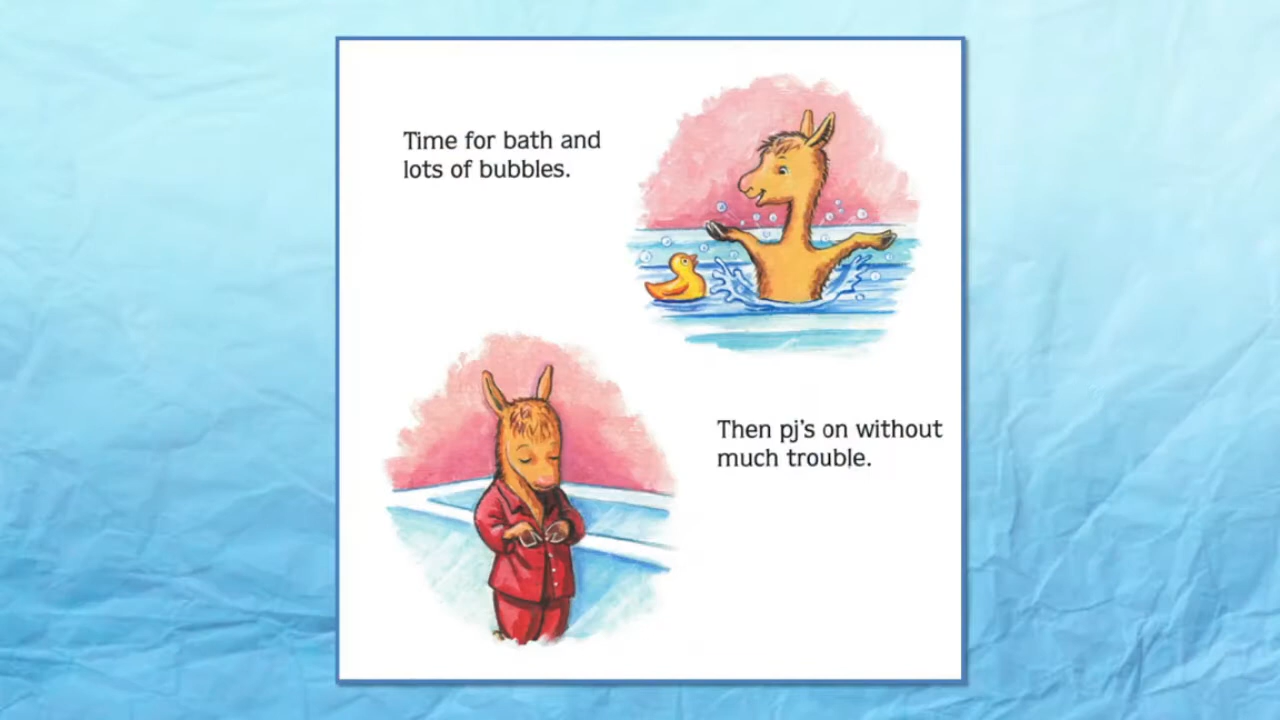 Time for bath and
lots of bubbles.
Then pj's on without
much trouble.